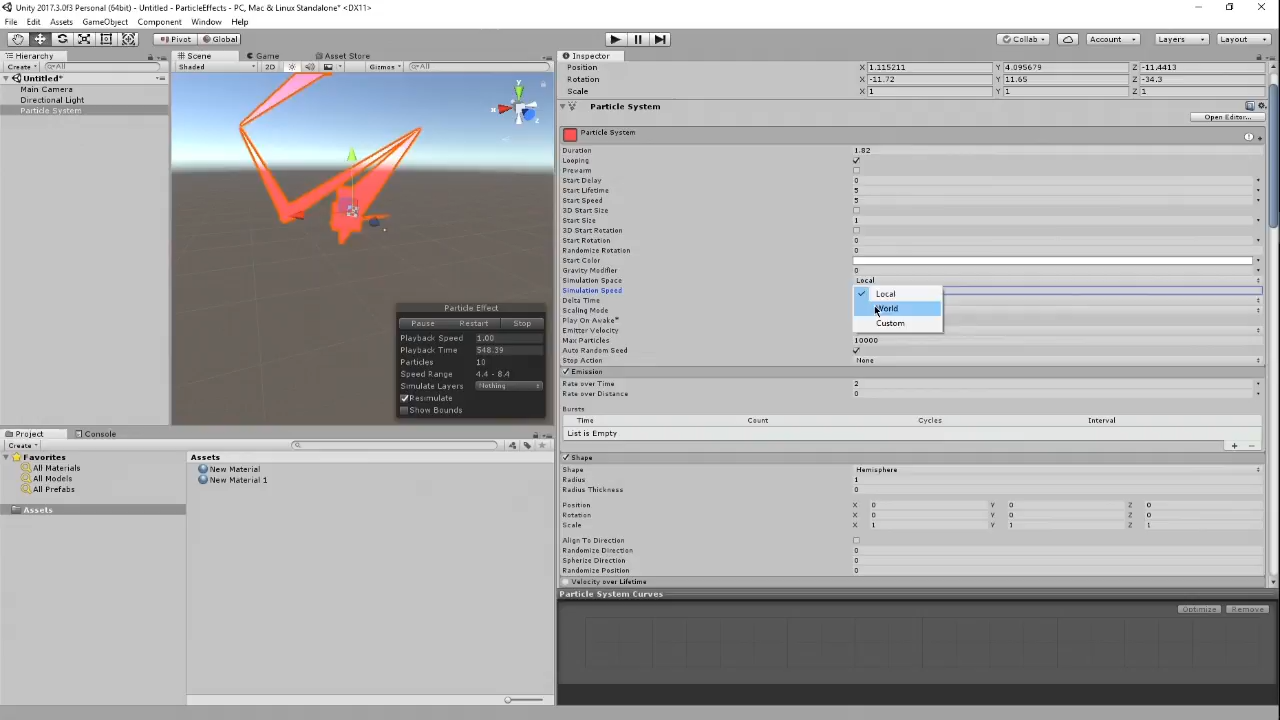 Unity 2017.3.0f3 Personal (64bit) - Untitled - ParticleEffects - PC, Mac & Linux Standalone* <DX11>
File Edit Assets GameObject Component Window Help
Pivot Global Collab Account Layers Layout
Hierarchy Scene Game Asset Store Inspector
Create All Shaded 2D Gizmos All
Position X 1.115211 Y 4.095679 Z -11.4413
Untitled*
Rotation X -11.72 Y 11.65 Z -34.3
Main Camera
Scale X 1 Y 1 Z 1
Directional Light
Particle System
Particle System
Open Editor...
Particle System
Duration 1.82
Looping
Prewarm
Start Delay 0
Start Lifetime 5
Start Speed 5
3D Start Size
Start Size 1
3D Start Rotation
Start Rotation 0
Randomize Rotation 0
Start Color
Gravity Modifier 0
Simulation Space Local
Simulation Speed
Local
Delta Time
World
Scaling Mode
Play On Awake*
Custom
Emitter Velocity
Max Particles 10000
Auto Random Seed
Stop Action None
Particle Effect
Pause Restart Stop
Playback Speed 1.00
Playback Time 548.39
Particles 10
Speed Range 4.4 - 8.4
Simulate Layers Nothing
Resimulate
Show Bounds
Emission
Rate over Time 2
Rate over Distance 0
Bursts
Time Count Cycles Interval
List is Empty
Shape
Shape Hemisphere
Radius 1
Radius Thickness 0
Position X 0 Y 0 Z 0
Rotation X 0 Y 0 Z 0
Scale X 1 Y 1 Z 1
Align To Direction
Randomize Direction 0
Spherize Direction 0
Randomize Position 0
Velocity over Lifetime
Particle System Curves
Optimize Remove
Project Console
Create
Favorites
All Materials
All Models
All Prefabs
Assets
Assets
New Material
New Material 1